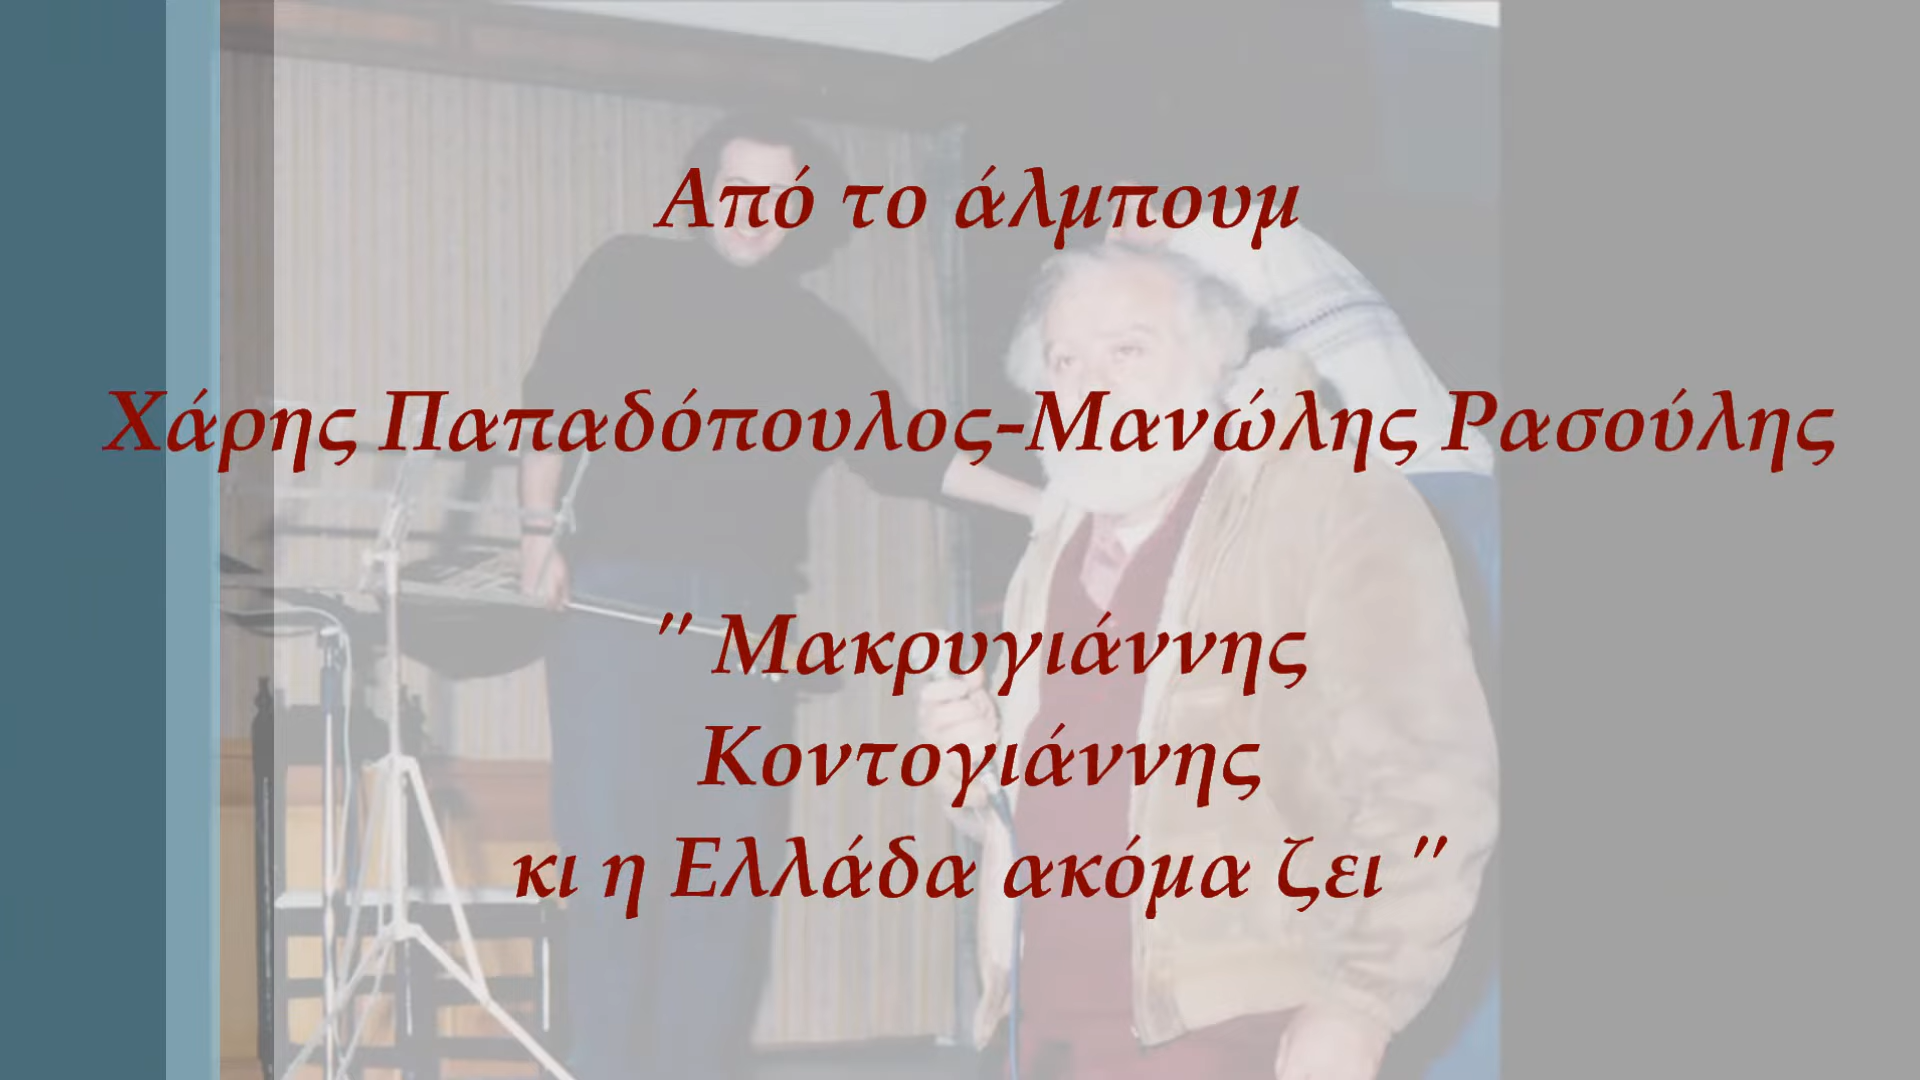 Από το άλμπουμ
Χάρης Παπαδόπουλος-Μανώλης Ρασούλης
" Μακρυγιάννης
Κοντογιάννης
κι η Ελλάδα ακόμα ζει "